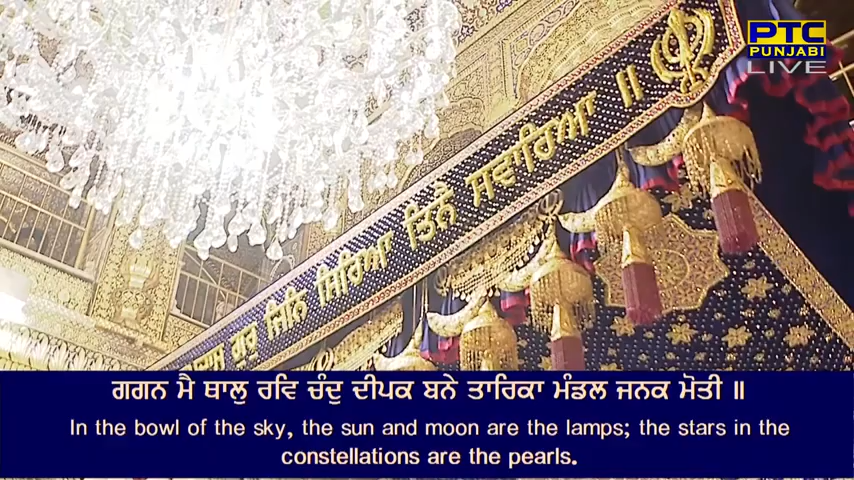 PTC
PUNJABI
LIVE
ਗੁਰੁ ਜਿਨਿ ਸਿਰਿਆ ਤਿਨੈ ਸਵਾਰਿਆ ॥
ਗਗਨ ਮੈ ਥਾਲੁ ਰਵਿ ਚੰਦੁ ਦੀਪਕ ਬਨੇ ਤਾਰਿਕਾ ਮੰਡਲ ਜਨਕ ਮੋਤੀ ॥
In the bowl of the sky, the sun and moon are the lamps; the stars in the
constellations are the pearls.